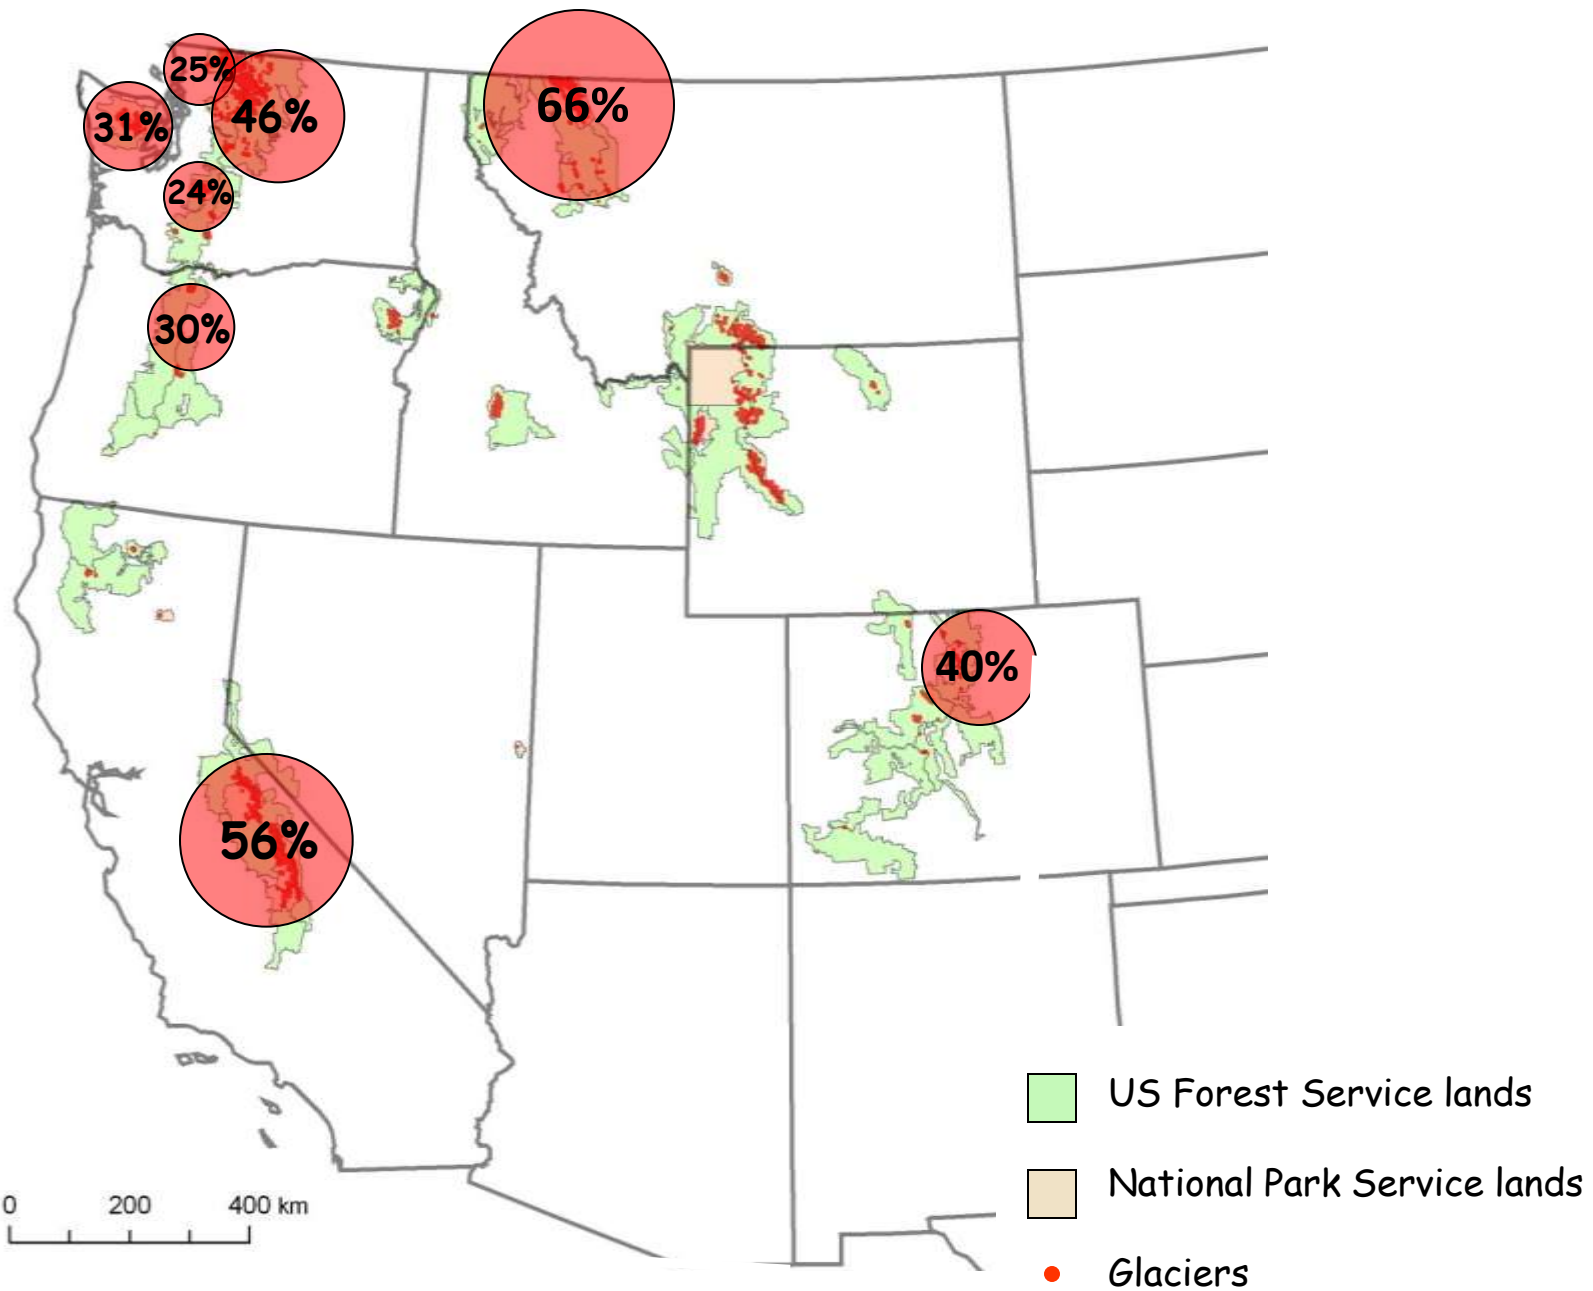 25%
46%
66%
31%
24%
30%
40%
56%
US Forest Service lands
National Park Service lands
Glaciers
0 200 400 km